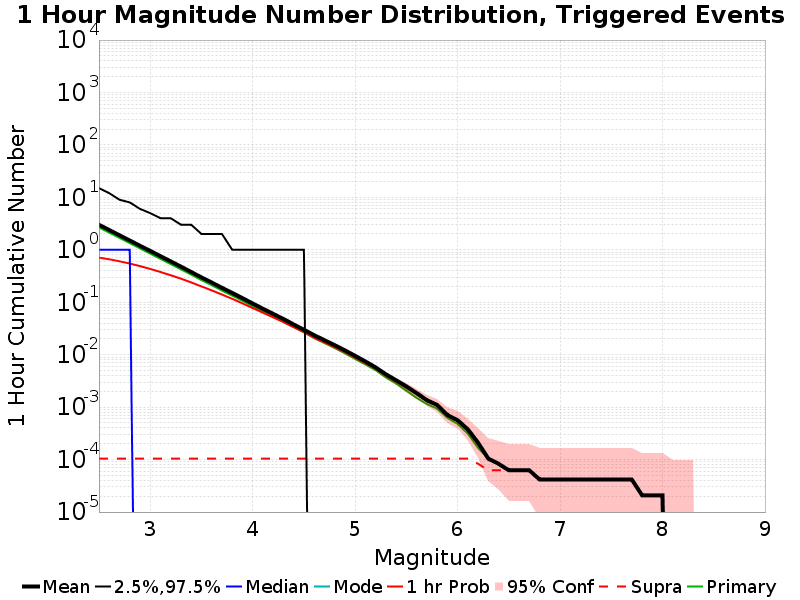 1 Hour Magnitude Number Distribution, Triggered Events
10^4
10^3
10^2
10^1
10^0
10^-1
10^-2
10^-3
10^-4
10^-5
1 Hour Cumulative Number
3 4 5 6 7 8 9
Magnitude
Mean 2.5%,97.5% Median Mode 1 hr Prob 95% Conf Supra Primary